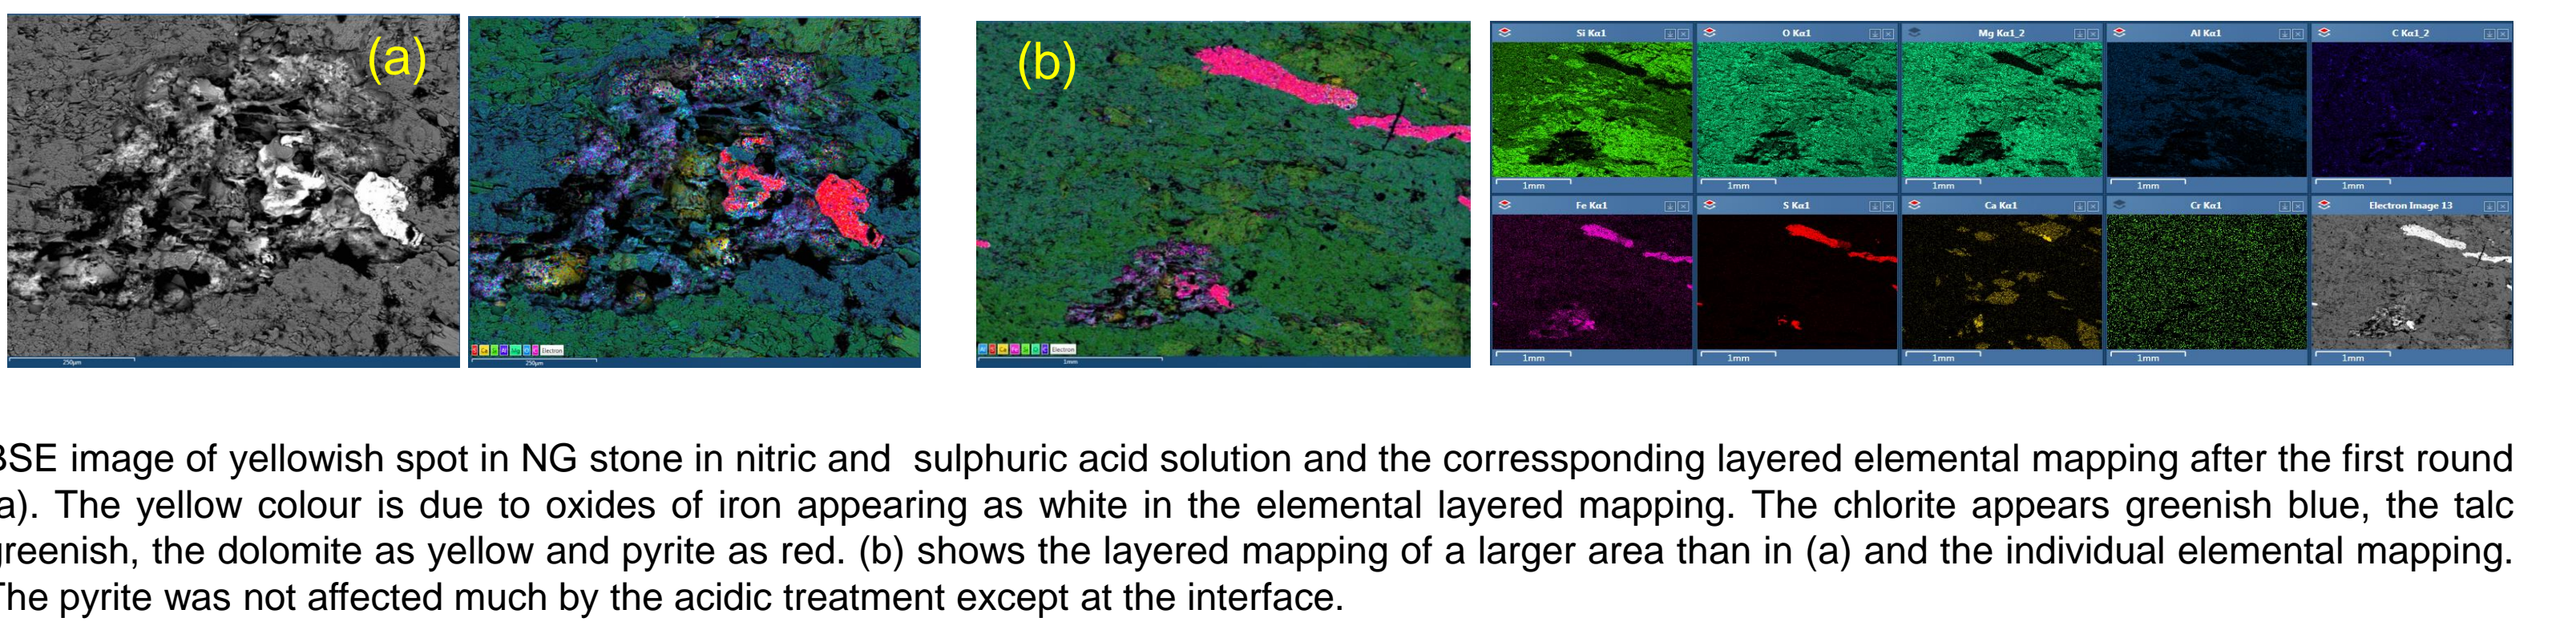 (a)
250µm
Electron
250µm
(b)
Electron
1mm
Si Kα1
O Kα1
Mg Kα1_2
Al Kα1
C Kα1_2
1mm
1mm
1mm
1mm
1mm
Fe Kα1
S Kα1
Ca Kα1
Cr Kα1
Electron Image 13
1mm
1mm
1mm
1mm
1mm
BSE image of yellowish spot in NG stone in nitric and sulphuric acid solution and the corressponding layered elemental mapping after the first round
(a). The yellow colour is due to oxides of iron appearing as white in the elemental layered mapping. The chlorite appears greenish blue, the talc
greenish, the dolomite as yellow and pyrite as red. (b) shows the layered mapping of a larger area than in (a) and the individual elemental mapping.
The pyrite was not affected much by the acidic treatment except at the interface.